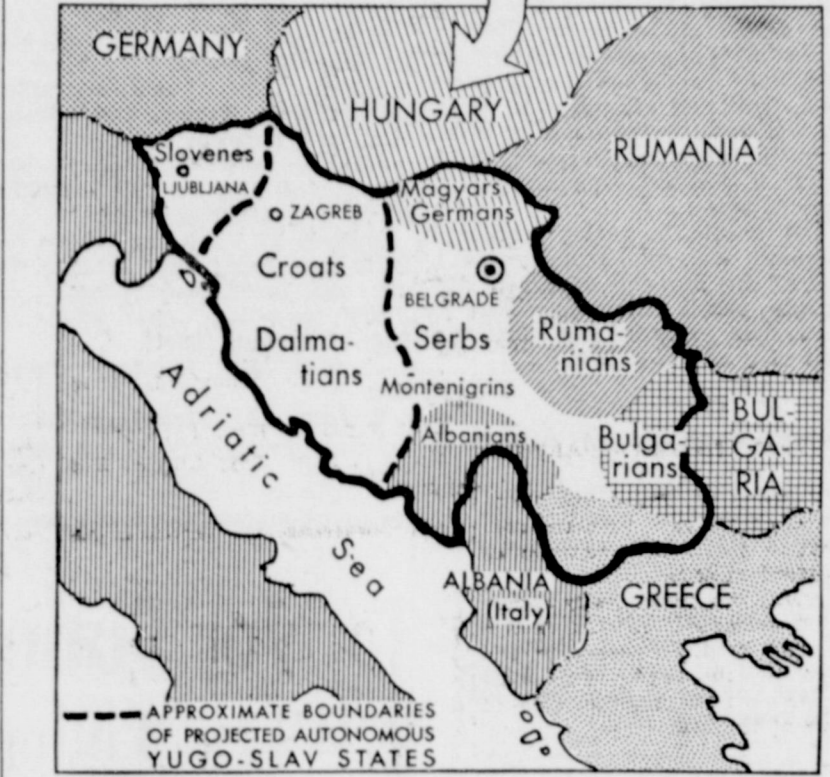 GERMANY
HUNGARY
RUMANIA
Slovenes
LJUBLJANA
Magyars
Germans
ZAGREB
Croats
BELGRADE
Serbs
Ruma-
nians
Dalma-
tians
Montenigrins
Albanians
Bulga-
rians
BUL-
GA-
RIA
Adriatic
Sea
ALBANIA
(Italy)
GREECE
APPROXIMATE BOUNDARIES
OF PROJECTED AUTONOMOUS
YUGO-SLAV STATES